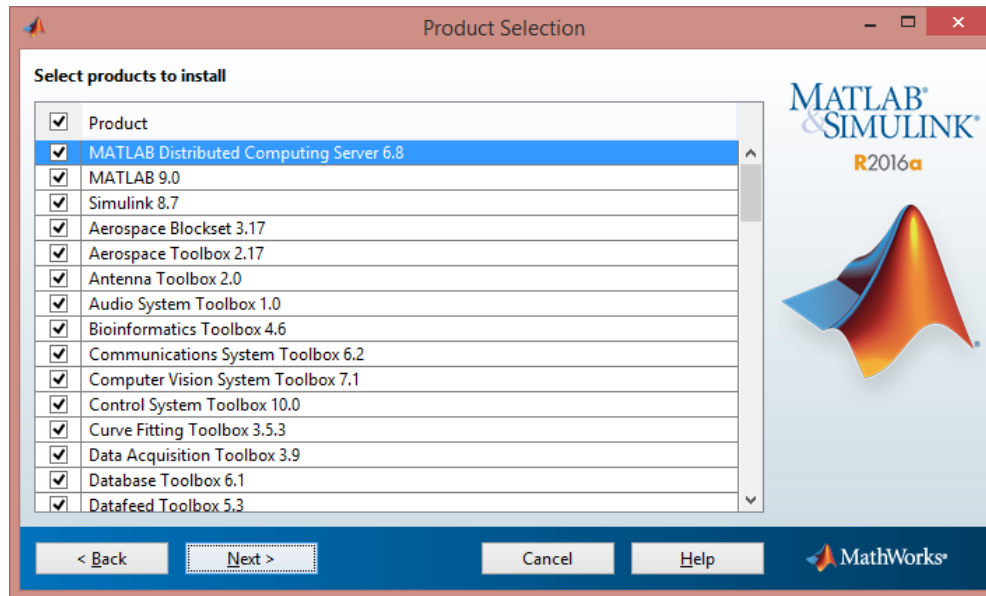 Product Selection
Select products to install
MATLAB®
&SIMULINK®
R2016a
Product
MATLAB Distributed Computing Server 6.8
MATLAB 9.0
Simulink 8.7
Aerospace Blockset 3.17
Aerospace Toolbox 2.17
Antenna Toolbox 2.0
Audio System Toolbox 1.0
Bioinformatics Toolbox 4.6
Communications System Toolbox 6.2
Computer Vision System Toolbox 7.1
Control System Toolbox 10.0
Curve Fitting Toolbox 3.5.3
Data Acquisition Toolbox 3.9
Database Toolbox 6.1
Datafeed Toolbox 5.3
< Back
Next >
Cancel
Help
MathWorks®